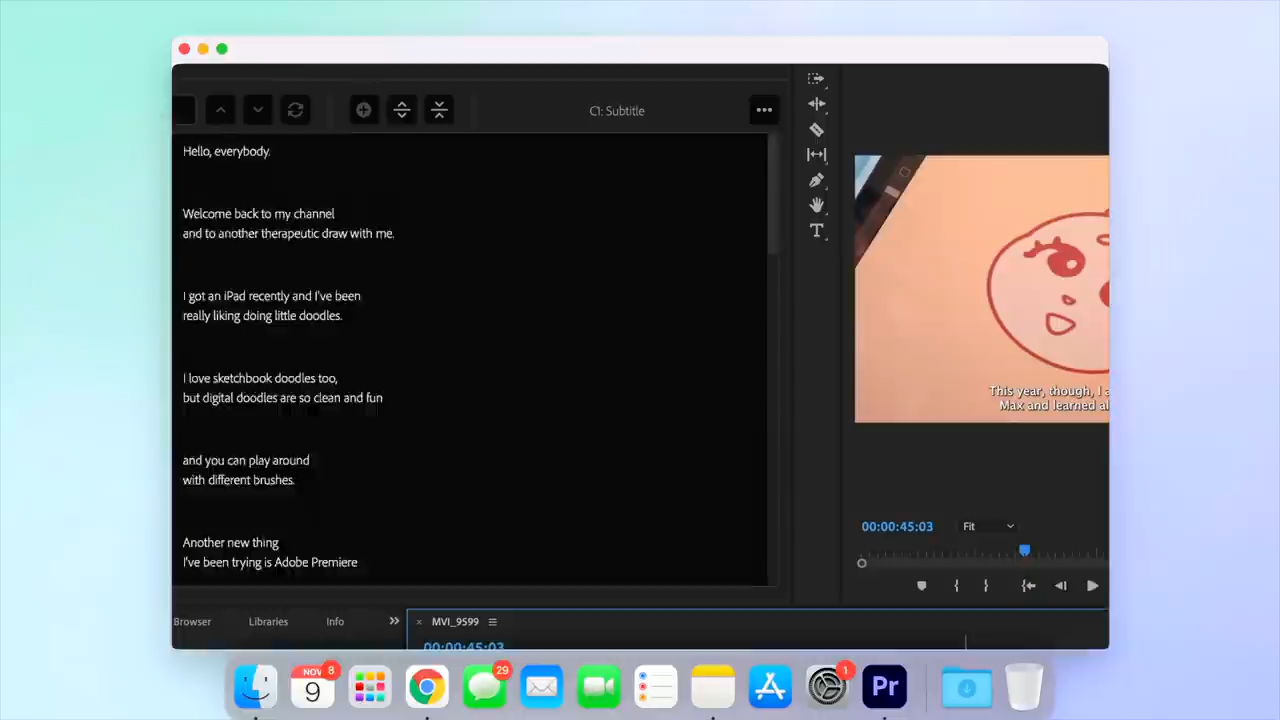 C1: Subtitle
Hello, everybody.
Welcome back to my channel
and to another therapeutic draw with me.
I got an iPad recently and I've been
really liking doing little doodles.
I love sketchbook doodles too,
but digital doodles are so clean and fun
and you can play around
with different brushes.
Another new thing
I've been trying is Adobe Premiere
This year, though, I
Max and learned
00:00:45:03
Fit
Browser
Libraries
Info
MVI_9599
00:00:45:03
NOV
8
9
29
1
Pr